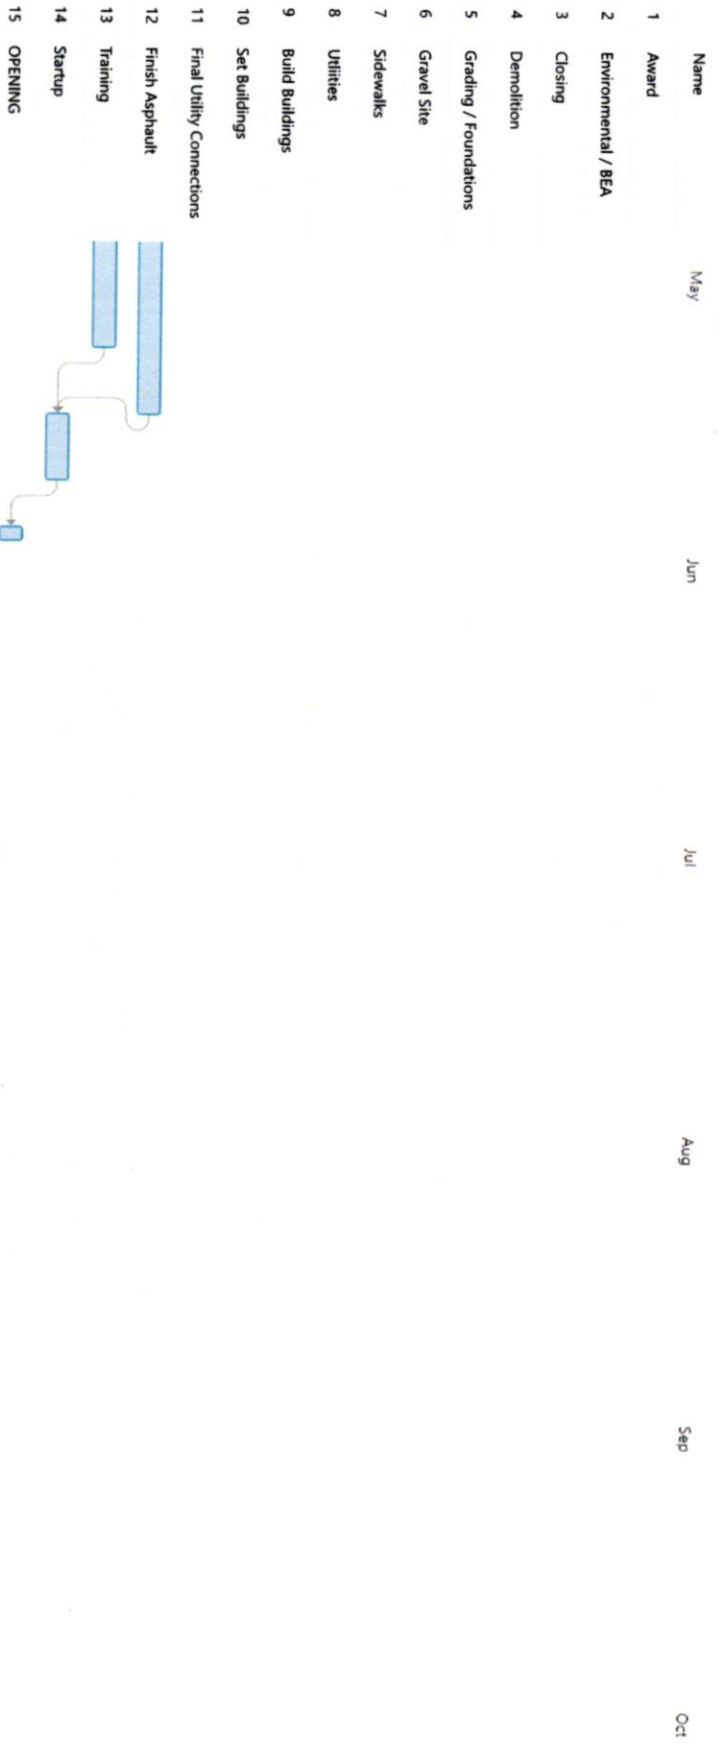 Name May Jun Jul Aug Sep Oct
1 Award
2 Environmental / BEA
3 Closing
4 Demolition
5 Grading / Foundations
6 Gravel Site
7 Sidewalks
8 Utliities
9 Build Buildings
10 Set Buildings
11 Final Utility Connections
12 Finish Asphault
13 Training
14 Startup
15 OPENING